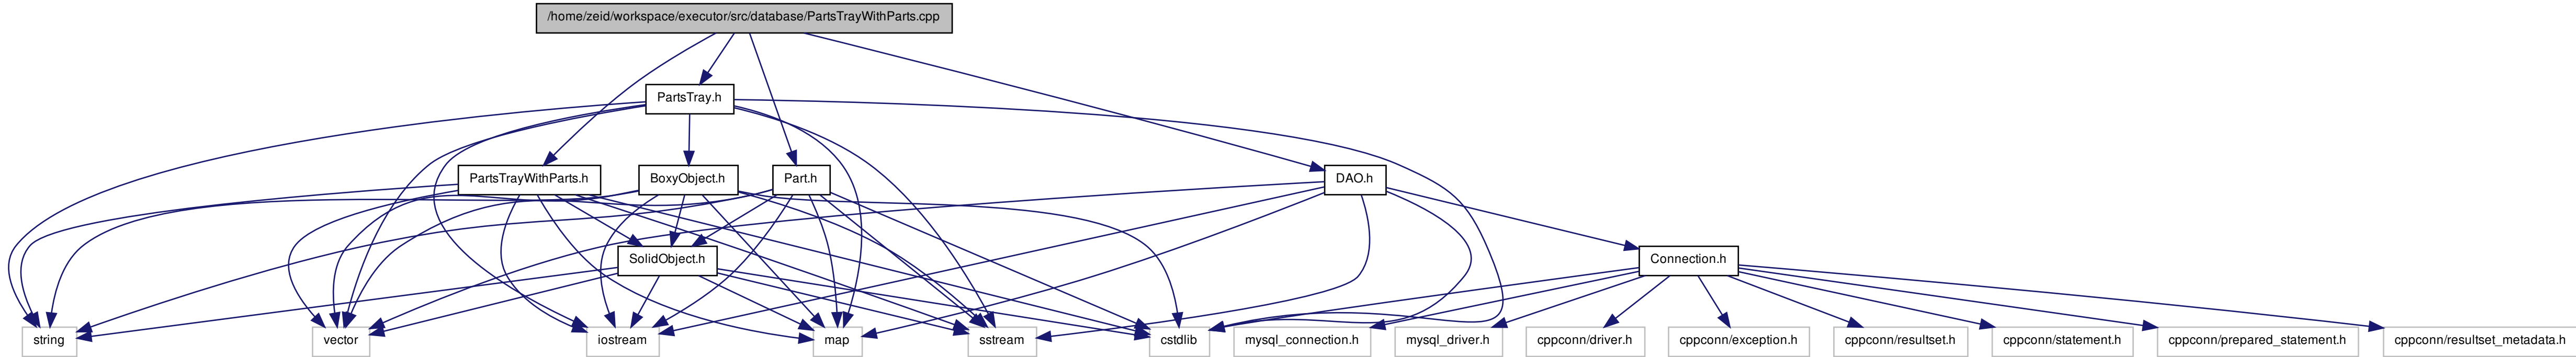 /home/zeid/workspace/executor/src/database/PartsTrayWithParts.cpp
PartsTray.h
PartsTrayWithParts.h
BoxyObject.h
Part.h
DAO.h
SolidObject.h
Connection.h
string
vector
iostream
map
sstream
cstdlib
mysql_connection.h
mysql_driver.h
cppconn/driver.h
cppconn/exception.h
cppconn/resultset.h
cppconn/statement.h
cppconn/prepared_statement.h
cppconn/resultset_metadata.h